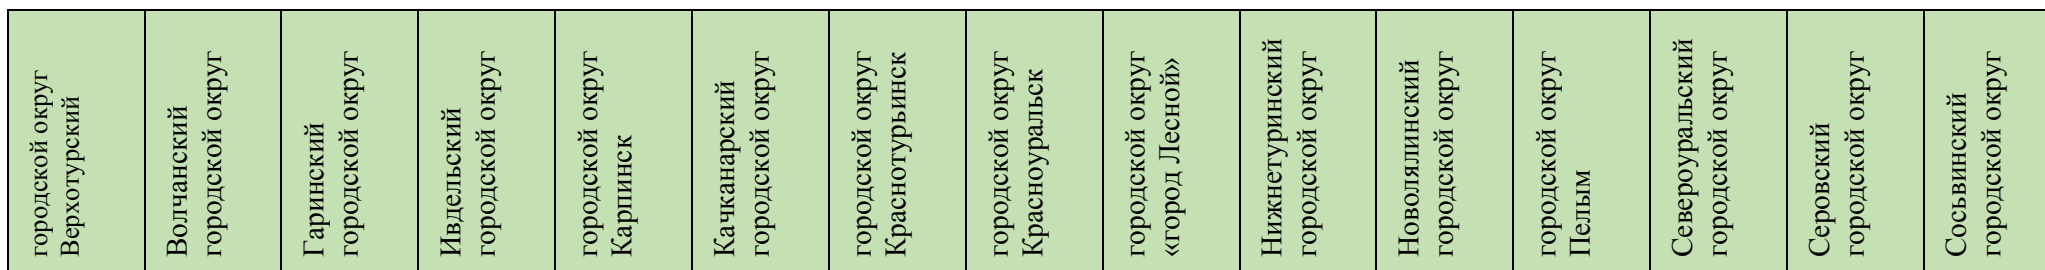 городской округ
Верхотурский
Волчанский
городской округ
Гаринский
городской округ
Ивдельский
городской округ
городской округ
Карпинск
Качканарский
городской округ
городской округ
Краснотурьинск
городской округ
Красноуральск
городской округ
«город Лесной»
Нижнетуринский
городской округ
Новолялинский
городской округ
городской округ
Пелым
Североуральский
городской округ
Серовский
городской округ
Сосьвинский
городской округ